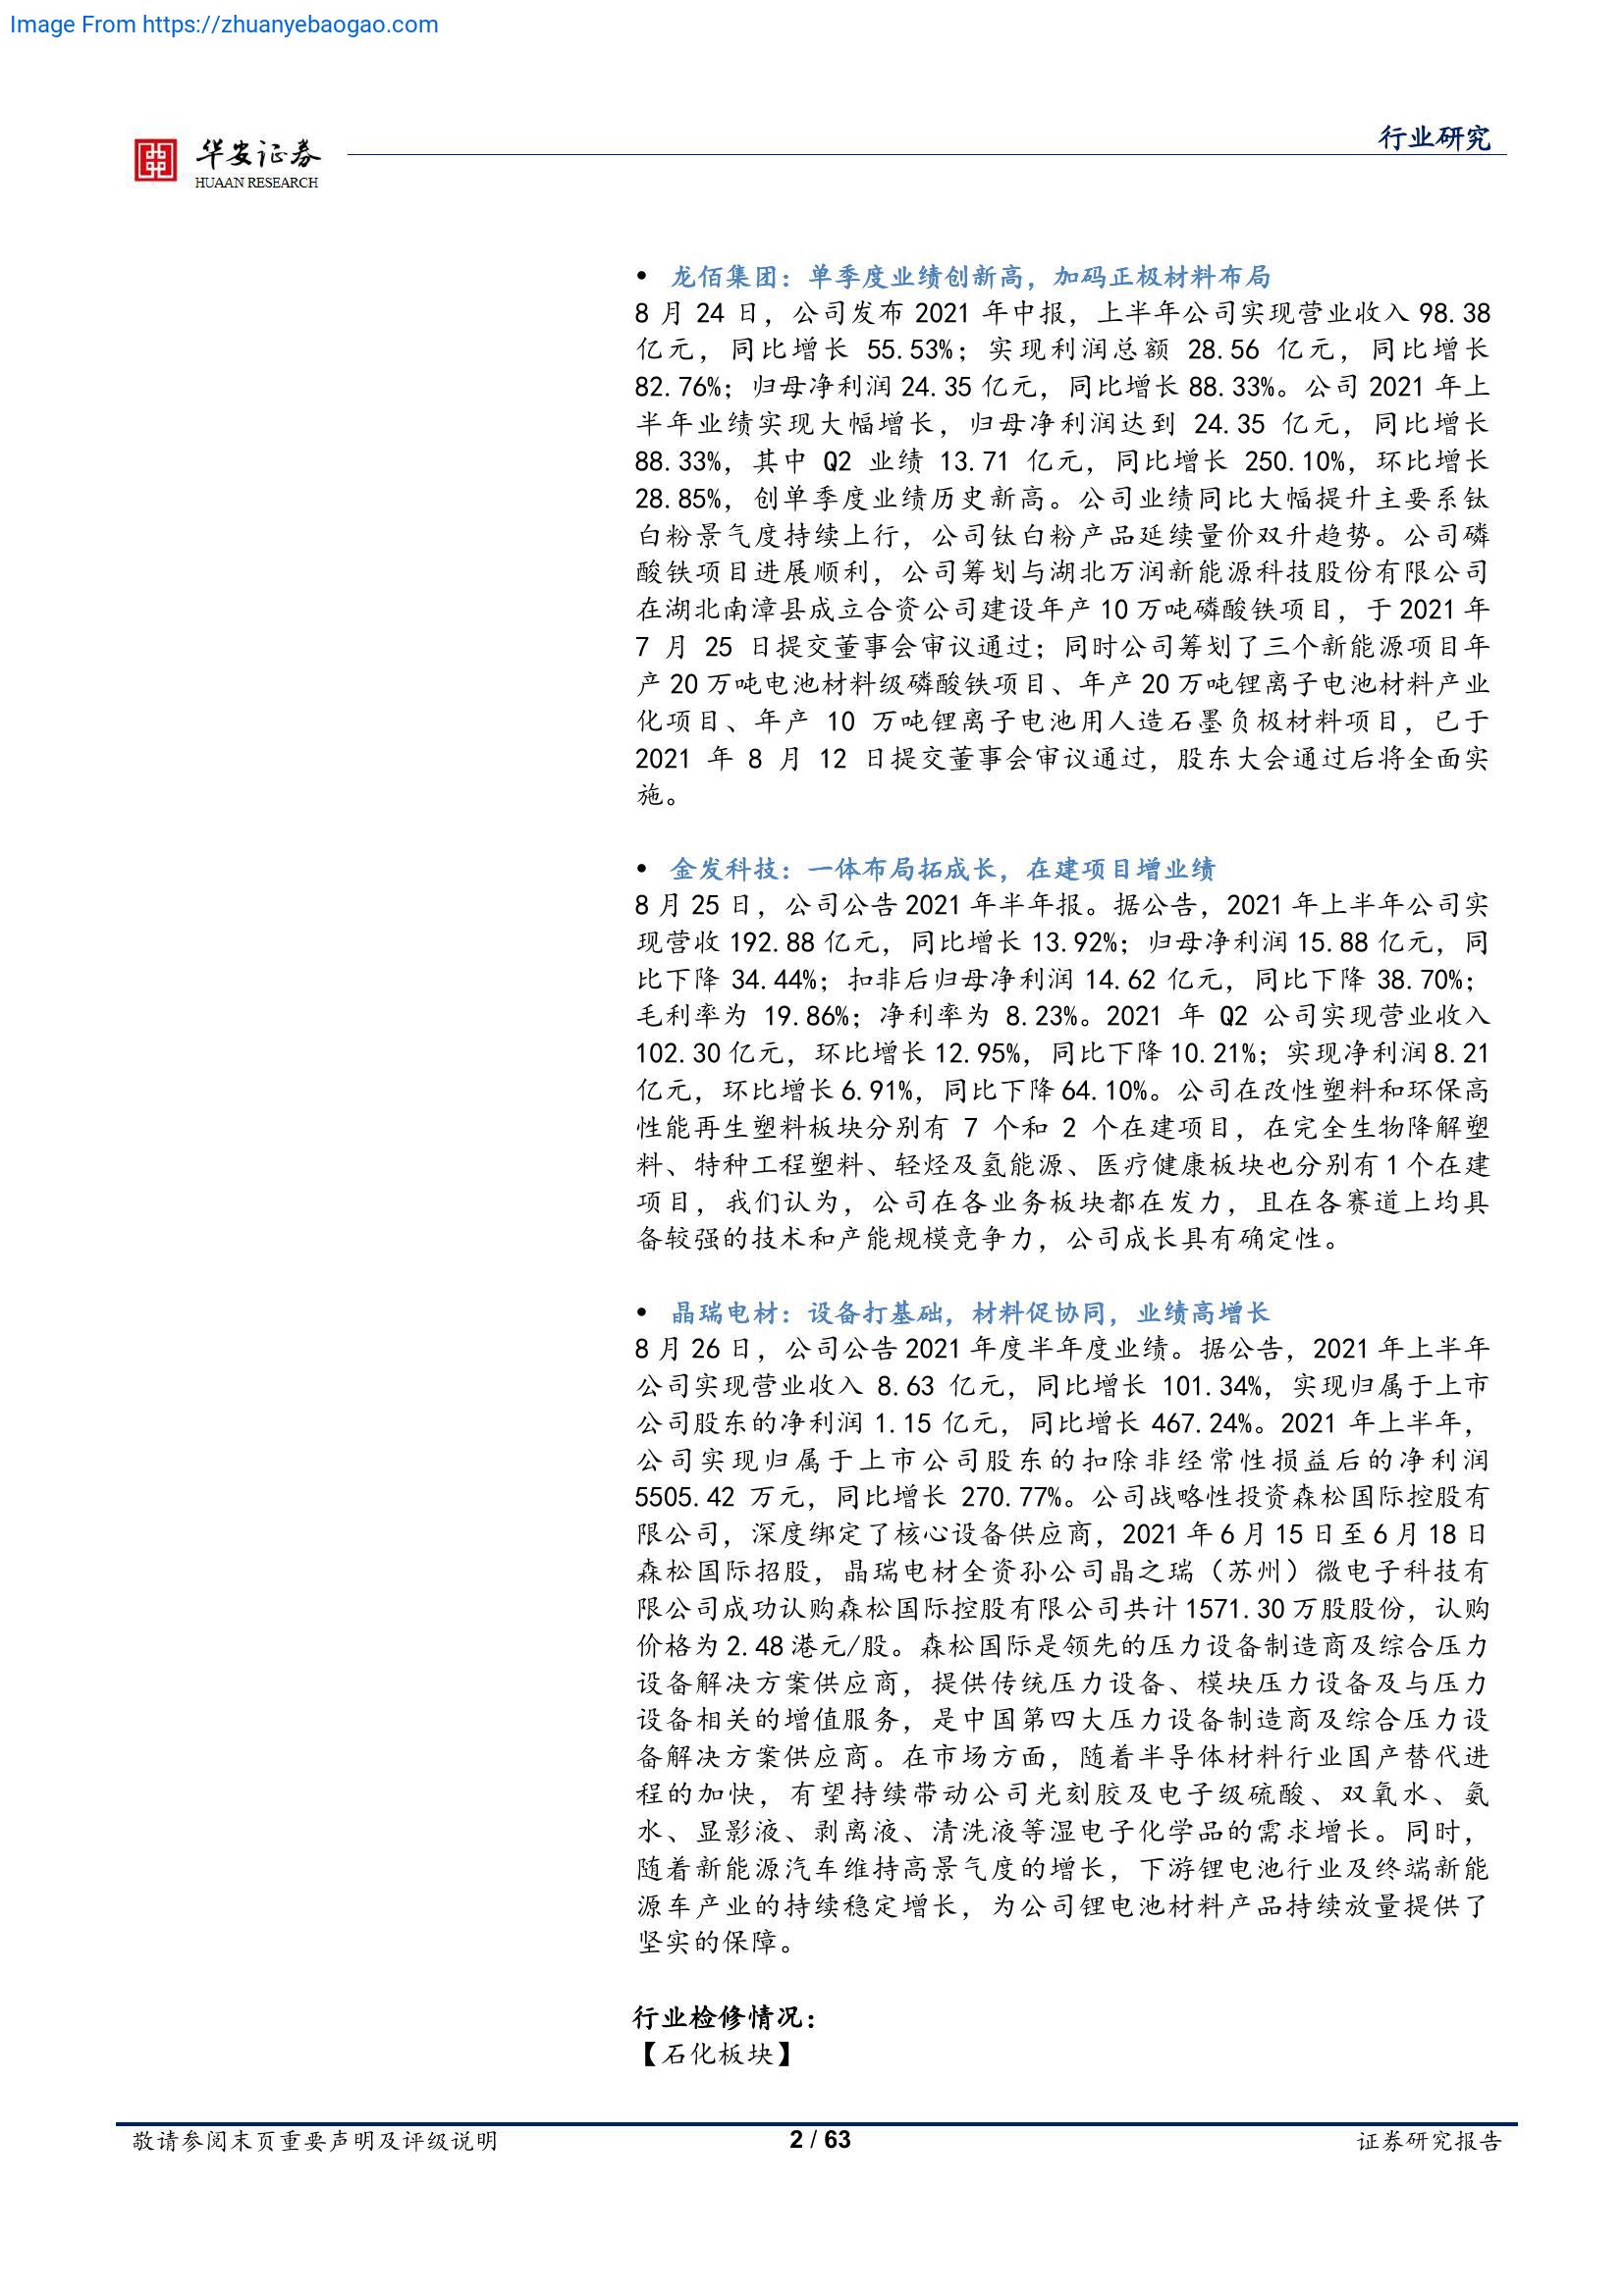 Image From https://zhuanyebaogao.com
华安证券
HUAAN RESEARCH
行业研究
• 龙佰集团：单季度业绩创新高，加码正极材料布局
8 月 24 日，公司发布 2021 年中报，上半年公司实现营业收入 98.38
亿元，同比增长 55.53%；实现利润总额 28.56 亿元，同比增长
82.76%；归母净利润 24.35 亿元，同比增长 88.33%。公司 2021 年上
半年业绩实现大幅增长，归母净利润达到 24.35 亿元，同比增长
88.33%，其中 Q2 业绩 13.71 亿元，同比增长 250.10%，环比增长
28.85%，创单季度业绩历史新高。公司业绩同比大幅提升主要系钛
白粉景气度持续上行，公司钛白粉产品延续量价双升趋势。公司磷
酸铁项目进展顺利，公司筹划与湖北万润新能源科技股份有限公司
在湖北南漳县成立合资公司建设年产 10 万吨磷酸铁项目，于 2021 年
7 月 25 日提交董事会审议通过；同时公司筹划了三个新能源项目年
产 20 万吨电池材料级磷酸铁项目、年产 20 万吨锂离子电池材料产业
化项目、年产 10 万吨锂离子电池用人造石墨负极材料项目，已于
2021 年 8 月 12 日提交董事会审议通过，股东大会通过后将全面实
施。
• 金发科技：一体布局拓成长，在建项目增业绩
8 月 25 日，公司公告 2021 年半年报。据公告，2021 年上半年公司实
现营收 192.88 亿元，同比增长 13.92%；归母净利润 15.88 亿元，同
比下降 34.44%；扣非后归母净利润 14.62 亿元，同比下降 38.70%；
毛利率为 19.86%；净利率为 8.23%。2021 年 Q2 公司实现营业收入
102.30 亿元，环比增长 12.95%，同比下降 10.21%；实现净利润 8.21
亿元，环比增长 6.91%，同比下降 64.10%。公司在改性塑料和环保高
性能再生塑料板块分别有 7 个和 2 个在建项目，在完全生物降解塑
料、特种工程塑料、轻烃及氢能源、医疗健康板块也分别有 1 个在建
项目，我们认为，公司在各业务板块都在发力，且在各赛道上均具
备较强的技术和产能规模竞争力，公司成长具有确定性。
• 晶瑞电材：设备打基础，材料促协同，业绩高增长
8 月 26 日，公司公告 2021 年度半年度业绩。据公告，2021 年上半年
公司实现营业收入 8.63 亿元，同比增长 101.34%，实现归属于上市
公司股东的净利润 1.15 亿元，同比增长 467.24%。2021 年上半年，
公司实现归属于上市公司股东的扣除非经常性损益后的净利润
5505.42 万元，同比增长 270.77%。公司战略性投资森松国际控股有
限公司，深度绑定了核心设备供应商，2021 年 6 月 15 日至 6 月 18 日
森松国际招股，晶瑞电材全资孙公司晶之瑞（苏州）微电子科技有
限公司成功认购森松国际控股有限公司共计 1571.30 万股股份，认购
价格为 2.48 港元/股。森松国际是领先的压力设备制造商及综合压力
设备解决方案供应商，提供传统压力设备、模块压力设备及与压力
设备相关的增值服务，是中国第四大压力设备制造商及综合压力设
备解决方案供应商。在市场方面，随着半导体材料行业国产替代进
程的加快，有望持续带动公司光刻胶及电子级硫酸、双氧水、氨
水、显影液、剥离液、清洗液等湿电子化学品的需求增长。同时，
随着新能源汽车维持高景气度的增长，下游锂电池行业及终端新能
源车产业的持续稳定增长，为公司锂电池材料产品持续放量提供了
坚实的保障。
行业检修情况：
【石化板块】
敬请参阅末页重要声明及评级说明
2 / 63
证券研究报告